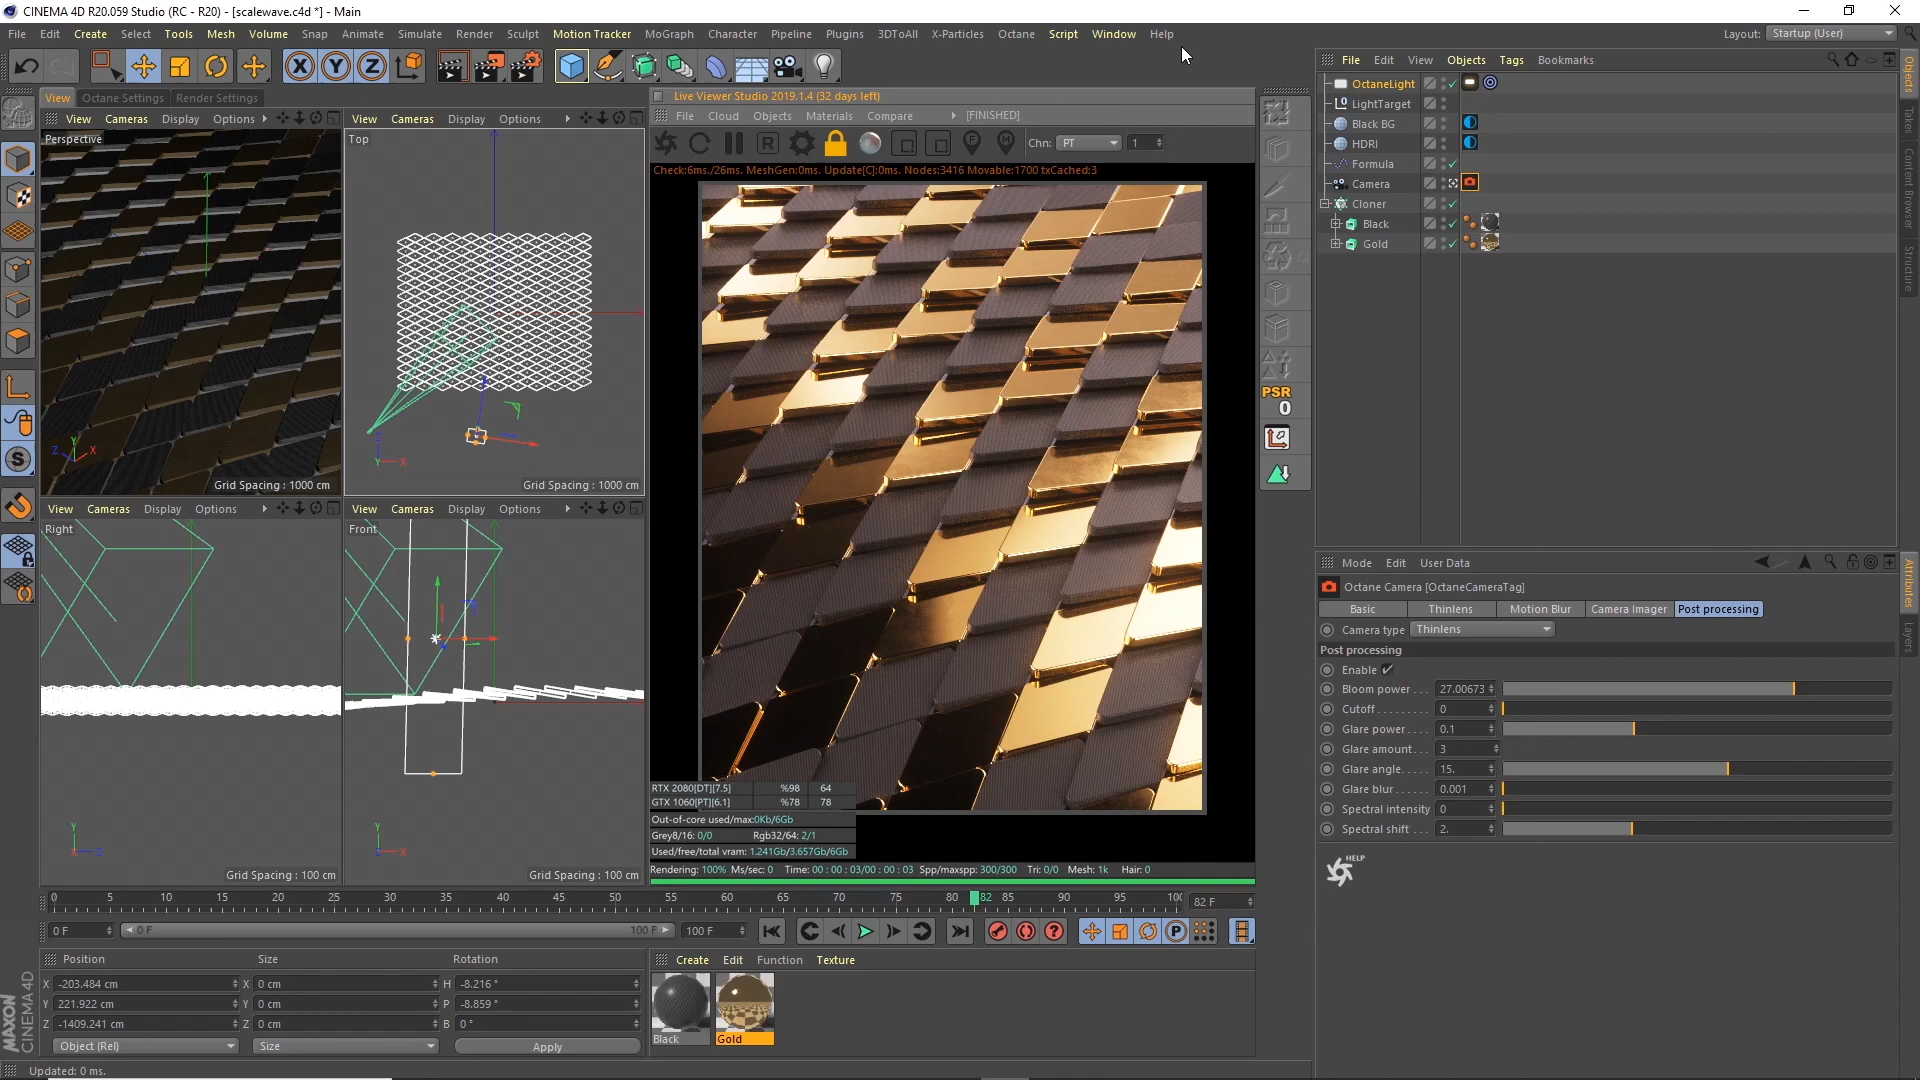 CINEMA 4D R20.059 Studio (RC - R20) - [scalewave.c4d *] - Main
File Edit Create Select Tools Mesh Volume Snap Animate Simulate Render Sculpt Motion Tracker MoGraph Character Pipeline Plugins 3DToAll X-Particles Octane Script Window Help
Layout: Startup (User)
File Edit View Objects Tags Bookmarks
OctaneLight
LightTarget
Black BG
HDRI
Formula
Camera
Cloner
Black
Gold
Objects
Takes
Content Browser
Structure
View Octane Settings Render Settings
View Cameras Display Options
Perspective
Grid Spacing : 1000 cm
View Cameras Display Options
Top
Grid Spacing : 1000 cm
View Cameras Display Options
Right
Grid Spacing : 100 cm
View Cameras Display Options
Front
Grid Spacing : 100 cm
Live Viewer Studio 2019.1.4 (32 days left)
File Cloud Objects Materials Compare [FINISHED]
Chn: PT 1
Check:6ms./26ms. MeshGen:0ms. Update[C]:0ms. Nodes:3416 Movable:1700 txCached:3
RTX 2080[DT][7.5] %98 64
GTX 1060[PT][6.1] %78 78
Out-of-core used/max:0Kb/6Gb
Grey8/16: 0/0 Rgb32/64: 2/1
Used/free/total vram: 1.241Gb/3.657Gb/6Gb
Rendering: 100% Ms/sec: 0 Time: 00 : 00 : 03/00 : 00 : 03 Spp/maxspp: 300/300 Tri: 0/0 Mesh: 1k Hair: 0
PSR
0
Mode Edit User Data
Octane Camera [OctaneCameraTag]
Basic Thinlens Motion Blur Camera Imager Post processing
Camera type Thinlens
Post processing
Enable
Bloom power . . . 27.00673
Cutoff . . . . . . . . . 0
Glare power . . . . 0.1
Glare amount . . . 3
Glare angle. . . . . 15.
Glare blur. . . . . . 0.001
Spectral intensity 0
Spectral shift . . . 2.
HELP
Attributes
Layers
0 5 10 15 20 25 30 35 40 45 50 55 60 65 70 75 82 85 90 95 100
82 F
0 F 0 F 100 F 100 F
Position Size Rotation
X -203.484 cm X 0 cm H -8.216 °
Y 221.922 cm Y 0 cm P -8.859 °
Z -1409.241 cm Z 0 cm B 0 °
Object (Rel) Size Apply
Create Edit Function Texture
Black
Gold
MAXON
CINEMA 4D
Updated: 0 ms.